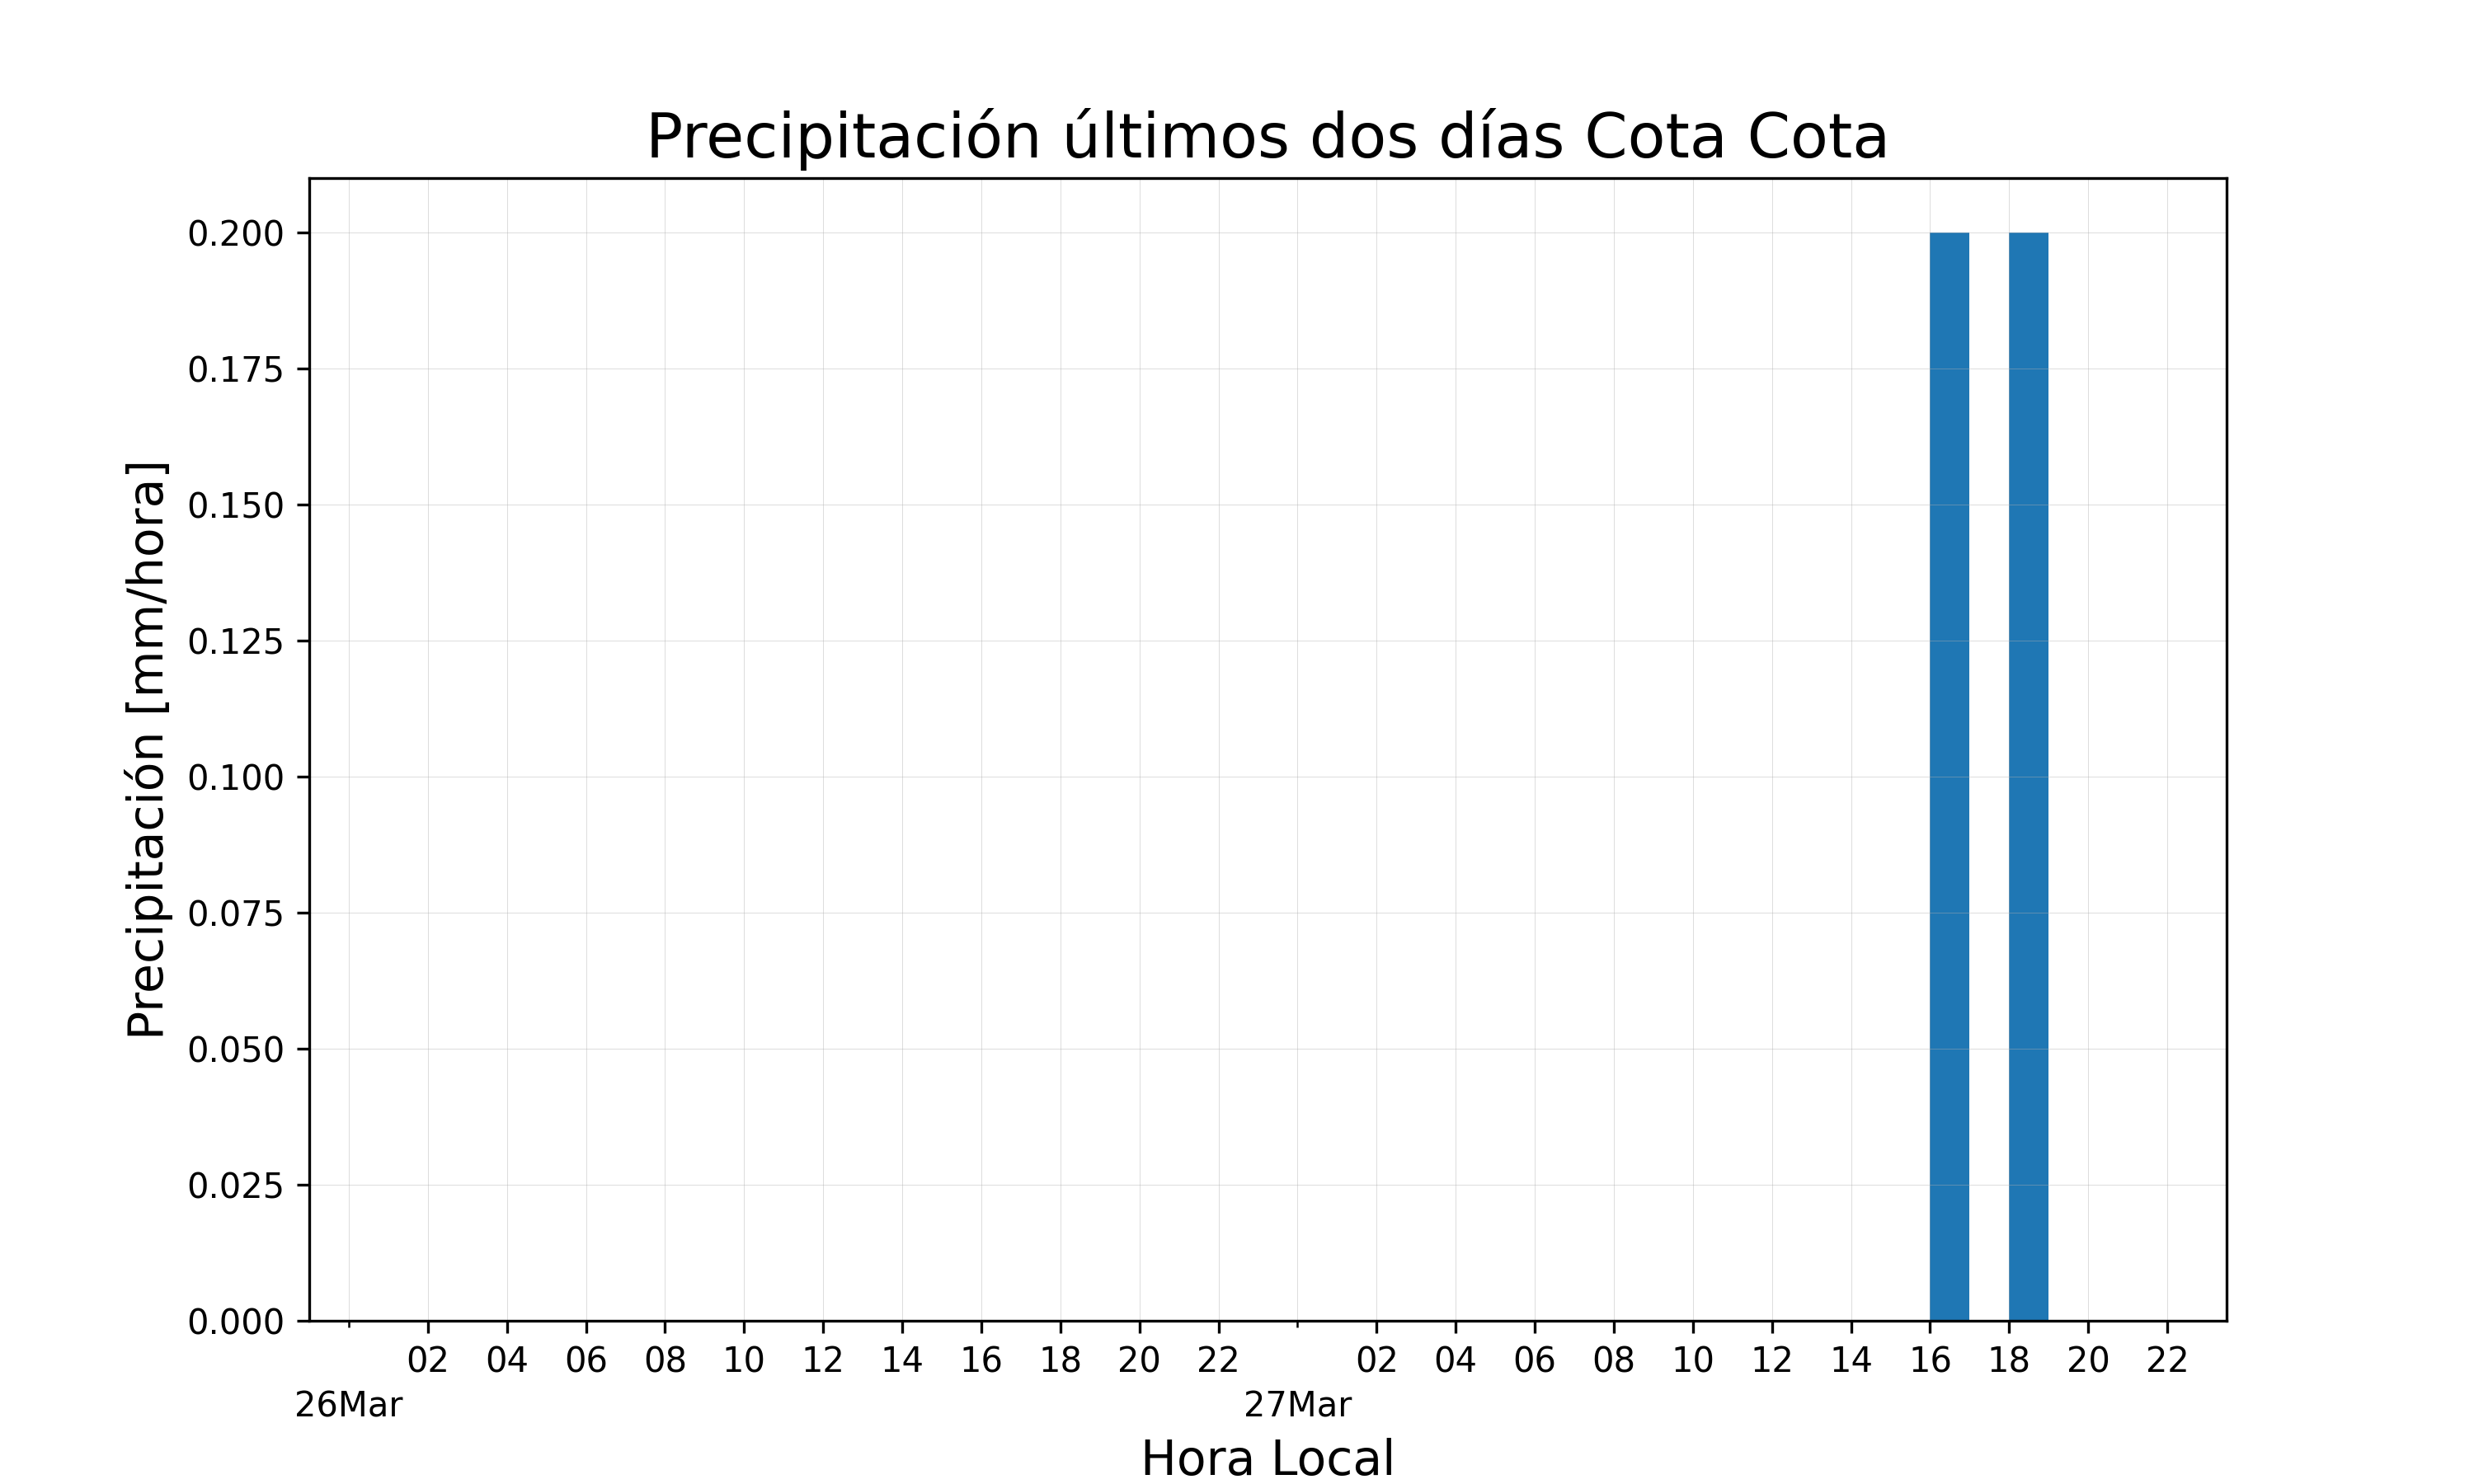 Precipitación últimos dos días Cota Cota
Precipitación [mm/hora]
0.200
0.175
0.150
0.125
0.100
0.075
0.050
0.025
0.000
02 04 06 08 10 12 14 16 18 20 22 02 04 06 08 10 12 14 16 18 20 22
26Mar 27Mar
Hora Local